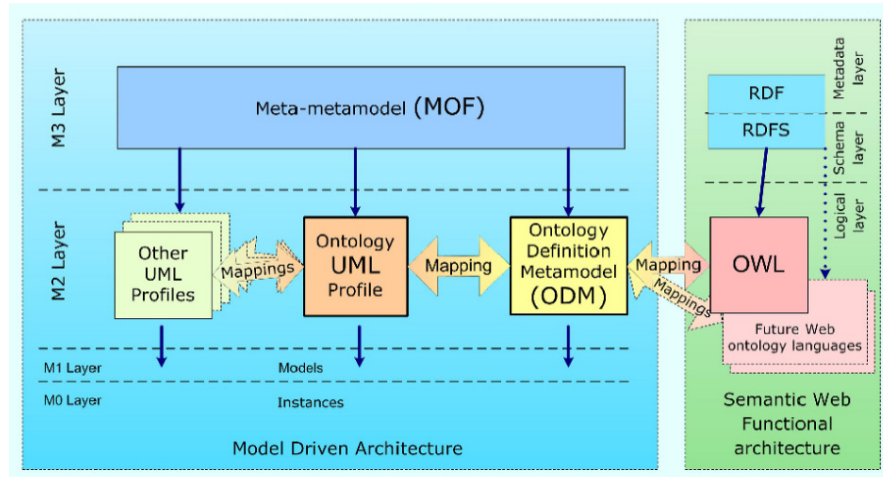 M3 Layer
Meta-metamodel (MOF)
M2 Layer
Other
UML
Profiles
Mappings
Ontology
UML
Profile
Mapping
Ontology
Definition
Metamodel
(ODM)
M1 Layer
Models
M0 Layer
Instances
Model Driven Architecture
Mapping
Mappings
RDF
RDFS
Metadata
layer
Schema
layer
Logical
layer
OWL
Future Web
ontology languages
Semantic Web
Functional
architecture